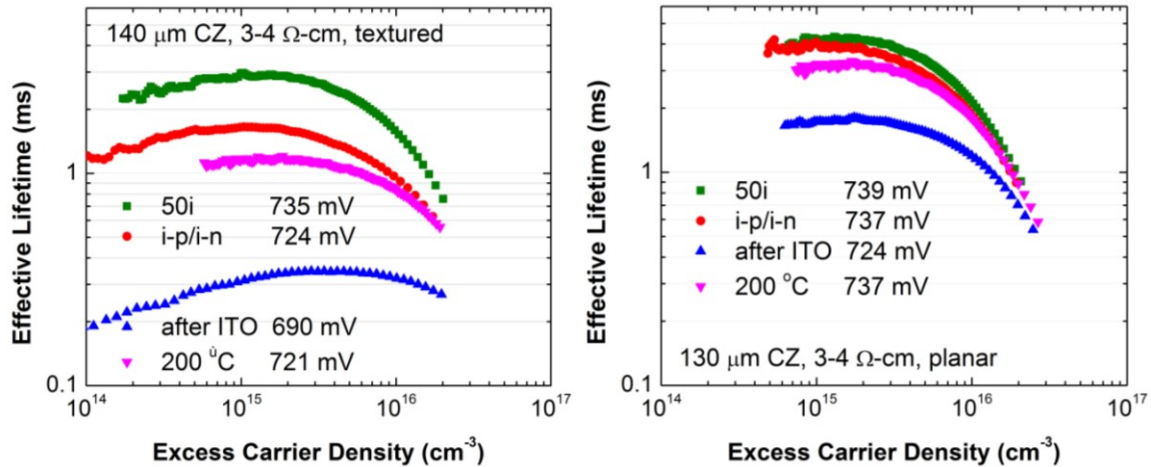 140 μm CZ, 3-4 Ω-cm, textured
Effective Lifetime (ms)
1
0.1
50i 735 mV
i-p/i-n 724 mV
after ITO 690 mV
200 ûC 721 mV
10^14 10^15 10^16 10^17
Excess Carrier Density (cm^-3)
Effective Lifetime (ms)
1
0.1
50i 739 mV
i-p/i-n 737 mV
after ITO 724 mV
200 °C 737 mV
130 μm CZ, 3-4 Ω-cm, planar
10^14 10^15 10^16 10^17
Excess Carrier Density (cm^-3)